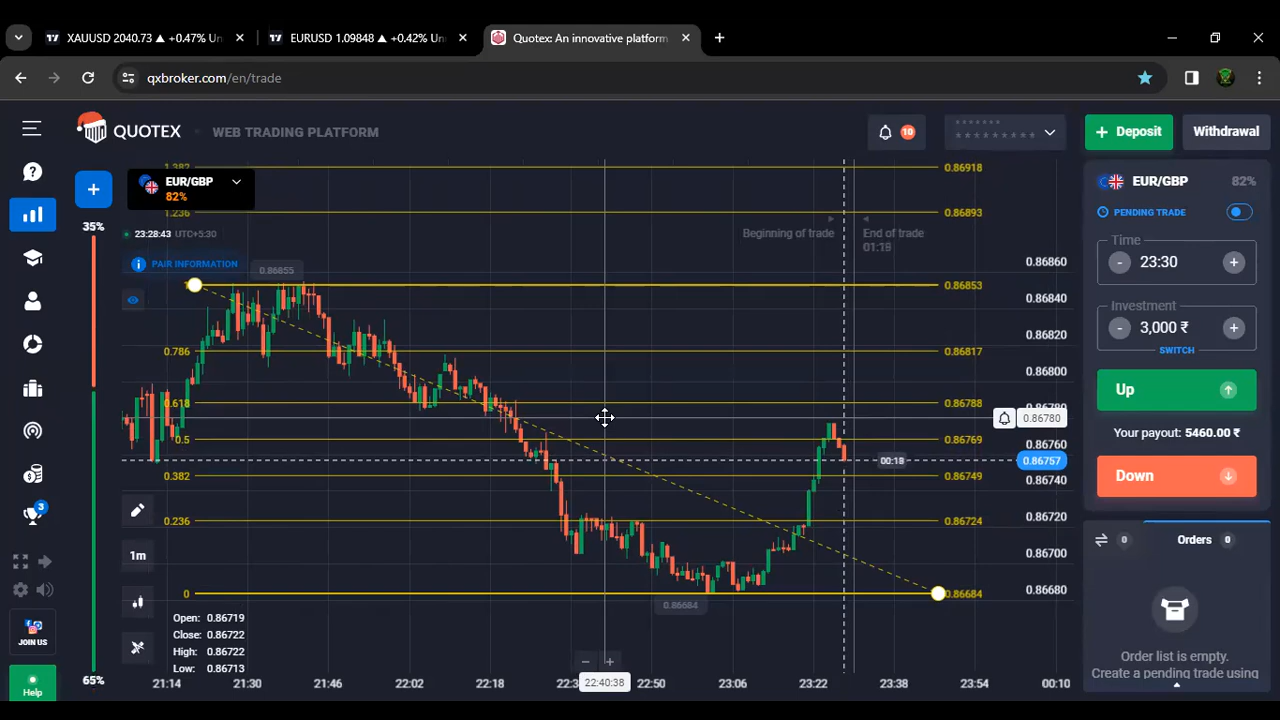 XAUUSD 2040.73 ▲ +0.47% Un
EURUSD 1.09848 ▲ +0.42% Un
Quotex: An innovative platform
qxbroker.com/en/trade
QUOTEX
WEB TRADING PLATFORM
10
*******
*********
+ Deposit
Withdrawal
EUR/GBP
82%
35%
23:28:43 UTC+5:30
PAIR INFORMATION
Beginning of trade
End of trade
01:19
1.382
0.86918
1.236
0.86893
0.86855
0.86853
0.786
0.86817
0.618
0.86788
0.5
0.86769
0.382
0.86749
0.236
0.86724
0
0.86684
0.86684
0.86860
0.86840
0.86820
0.86800
0.86780
0.86760
00:18
0.86757
0.86740
0.86720
0.86700
0.86680
1m
Open: 0.86719
Close: 0.86722
High: 0.86722
Low: 0.86713
65%
21:14
21:30
21:46
22:02
22:18
22:40:38
22:50
23:06
23:22
23:38
23:54
00:10
3
JOIN US
Help
EUR/GBP
82%
PENDING TRADE
Time
- 23:30 +
Investment
- 3,000 ₹ +
SWITCH
Up
Your payout: 5460.00 ₹
Down
0
Orders 0
Order list is empty.
Create a pending trade using